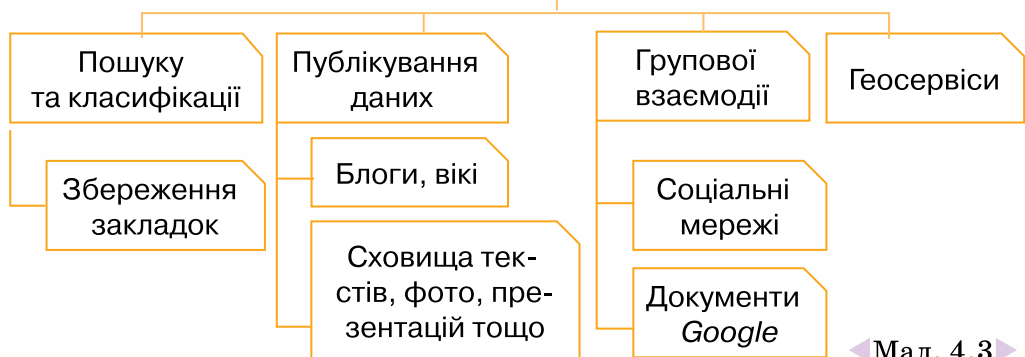 Пошуку
та класифікації
Збереження
закладок
Публікування
даних
Блоги, вікі
Сховища тек-
стів, фото, пре-
зентацій тощо
Групової
взаємодії
Соціальні
мережі
Документи
Google
Геосервіси
Мал. 4.3